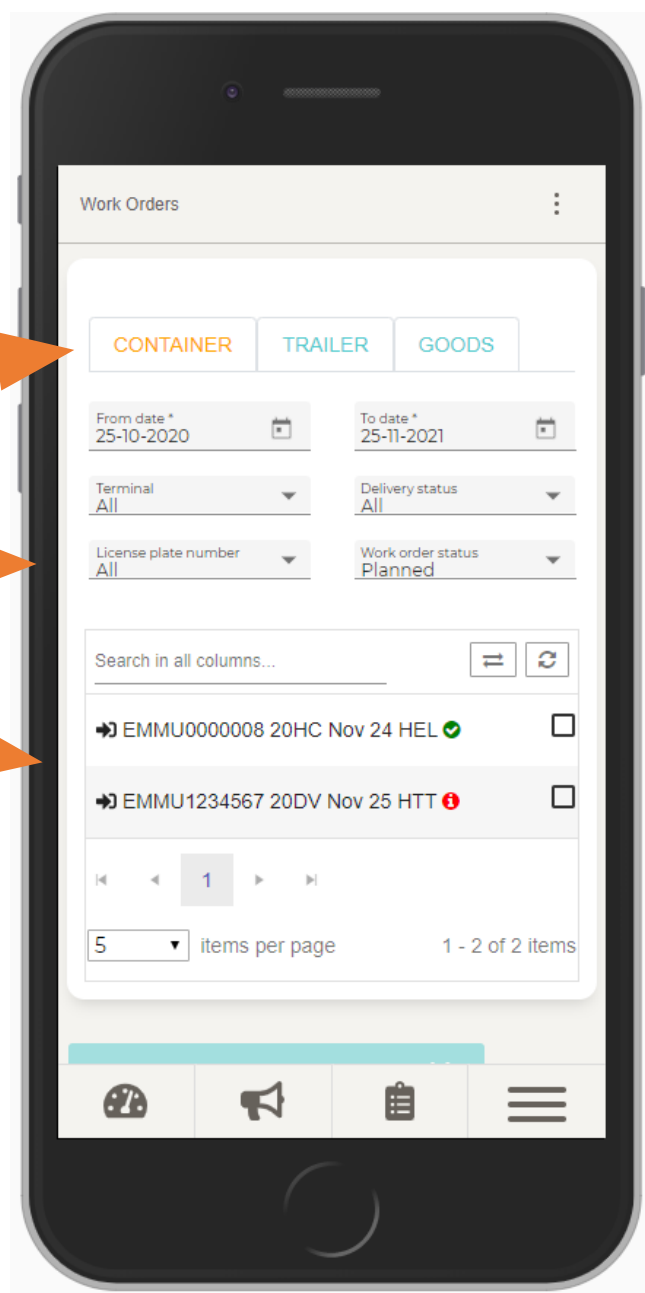 Work Orders
CONTAINER TRAILER GOODS
From date * To date *
25-10-2020 25-11-2021
Terminal Delivery status
All All
License plate number Work order status
All Planned
Search in all columns...
EMMU0000008 20HC Nov 24 HEL
EMMU1234567 20DV Nov 25 HTT
1
5 items per page 1 - 2 of 2 items